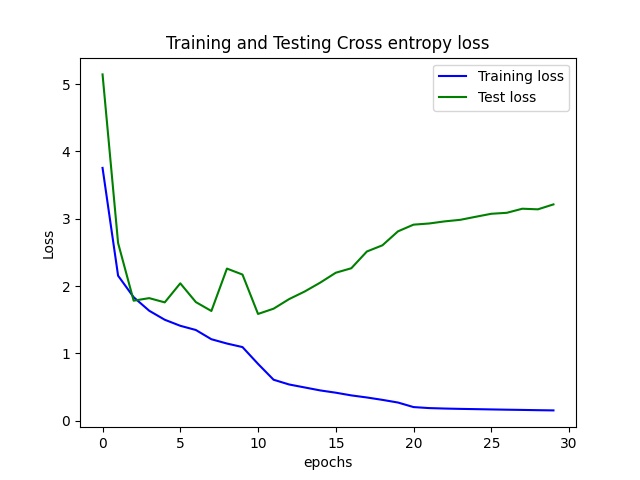 Training and Testing Cross entropy loss
Training loss
Test loss
5
4
3
2
1
0
Loss
0 5 10 15 20 25 30
epochs